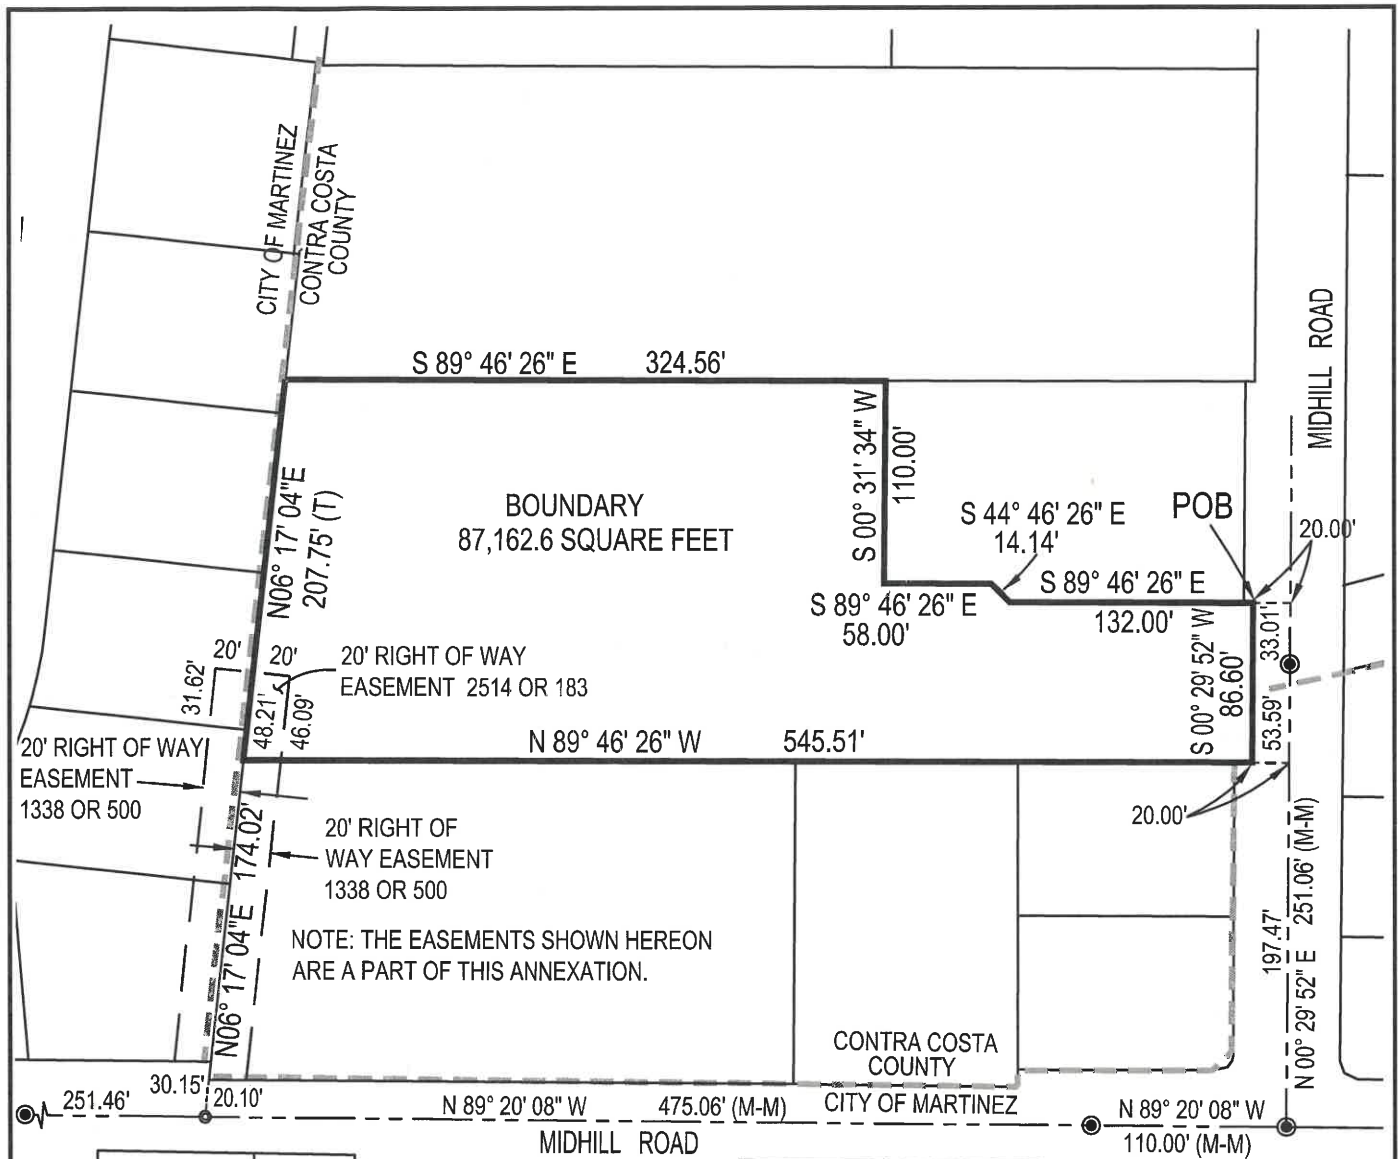 CITY OF MARTINEZ
CONTRA COSTA
COUNTY
MIDHILL ROAD
S 89° 46' 26" E 324.56'
S 00° 31' 34" W
110.00'
N06° 17' 04"E
207.75' (T)
BOUNDARY
87,162.6 SQUARE FEET
S 44° 46' 26" E
14.14'
POB
20.00'
S 89° 46' 26" E
132.00'
S 89° 46' 26" E
58.00'
S 00° 29' 52" W
86.60'
33.01'
53.59'
20'
20'
31.62'
48.21'
46.09'
20' RIGHT OF WAY
EASEMENT 2514 OR 183
N 89° 46' 26" W 545.51'
20' RIGHT OF WAY
EASEMENT
1338 OR 500
20.00'
N06° 17' 04"E 174.02'
20' RIGHT OF
WAY EASEMENT
1338 OR 500
NOTE: THE EASEMENTS SHOWN HEREON
ARE A PART OF THIS ANNEXATION.
197.47'
N 00° 29' 52" E 251.06' (M-M)
CONTRA COSTA
COUNTY
CITY OF MARTINEZ
251.46'
30.15'
20.10'
N 89° 20' 08" W 475.06' (M-M)
MIDHILL ROAD
N 89° 20' 08" W
110.00' (M-M)